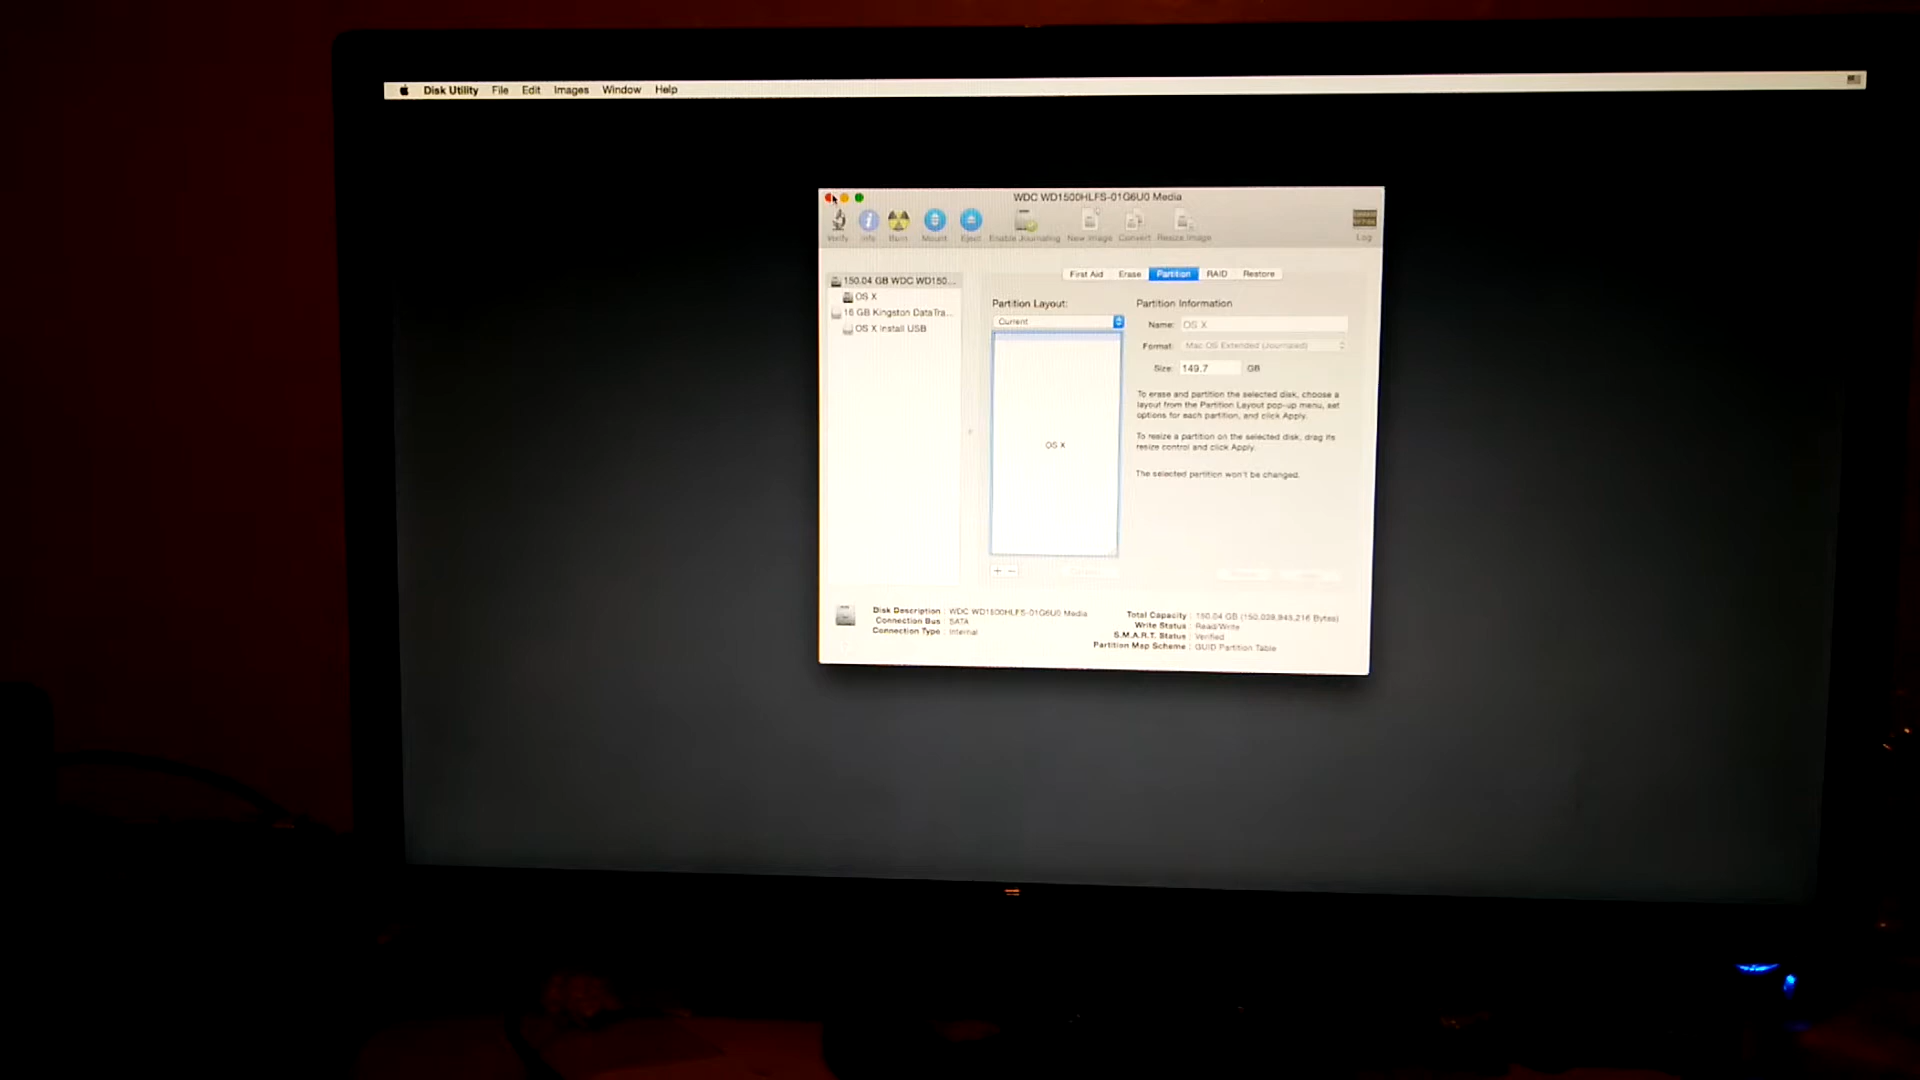 Disk Utility File Edit Images Window Help
WDC WD1500HLFS-01G6U0 Media
Verify Info Burn Mount Eject Enable Journaling New Image Convert Resize Image Log
150.04 GB WDC WD150...
OS X
16 GB Kingston DataTra...
OS X Install USB
First Aid Erase Partition RAID Restore
Partition Layout:
Current
OS X
+ −
Partition Information
Name: OS X
Format: Mac OS Extended (Journaled)
Size: 149.7 GB
To erase and partition the selected disk, choose a
layout from the Partition Layout pop-up menu, set
options for each partition, and click Apply.
To resize a partition on the selected disk, drag its
resize control and click Apply.
The selected partition won't be changed.
Disk Description : WDC WD1500HLFS-01G6U0 Media
Connection Bus : SATA
Connection Type : Internal
Total Capacity : 150.04 GB (150,039,945,216 Bytes)
Write Status : Read/Write
S.M.A.R.T. Status : Verified
Partition Map Scheme : GUID Partition Table